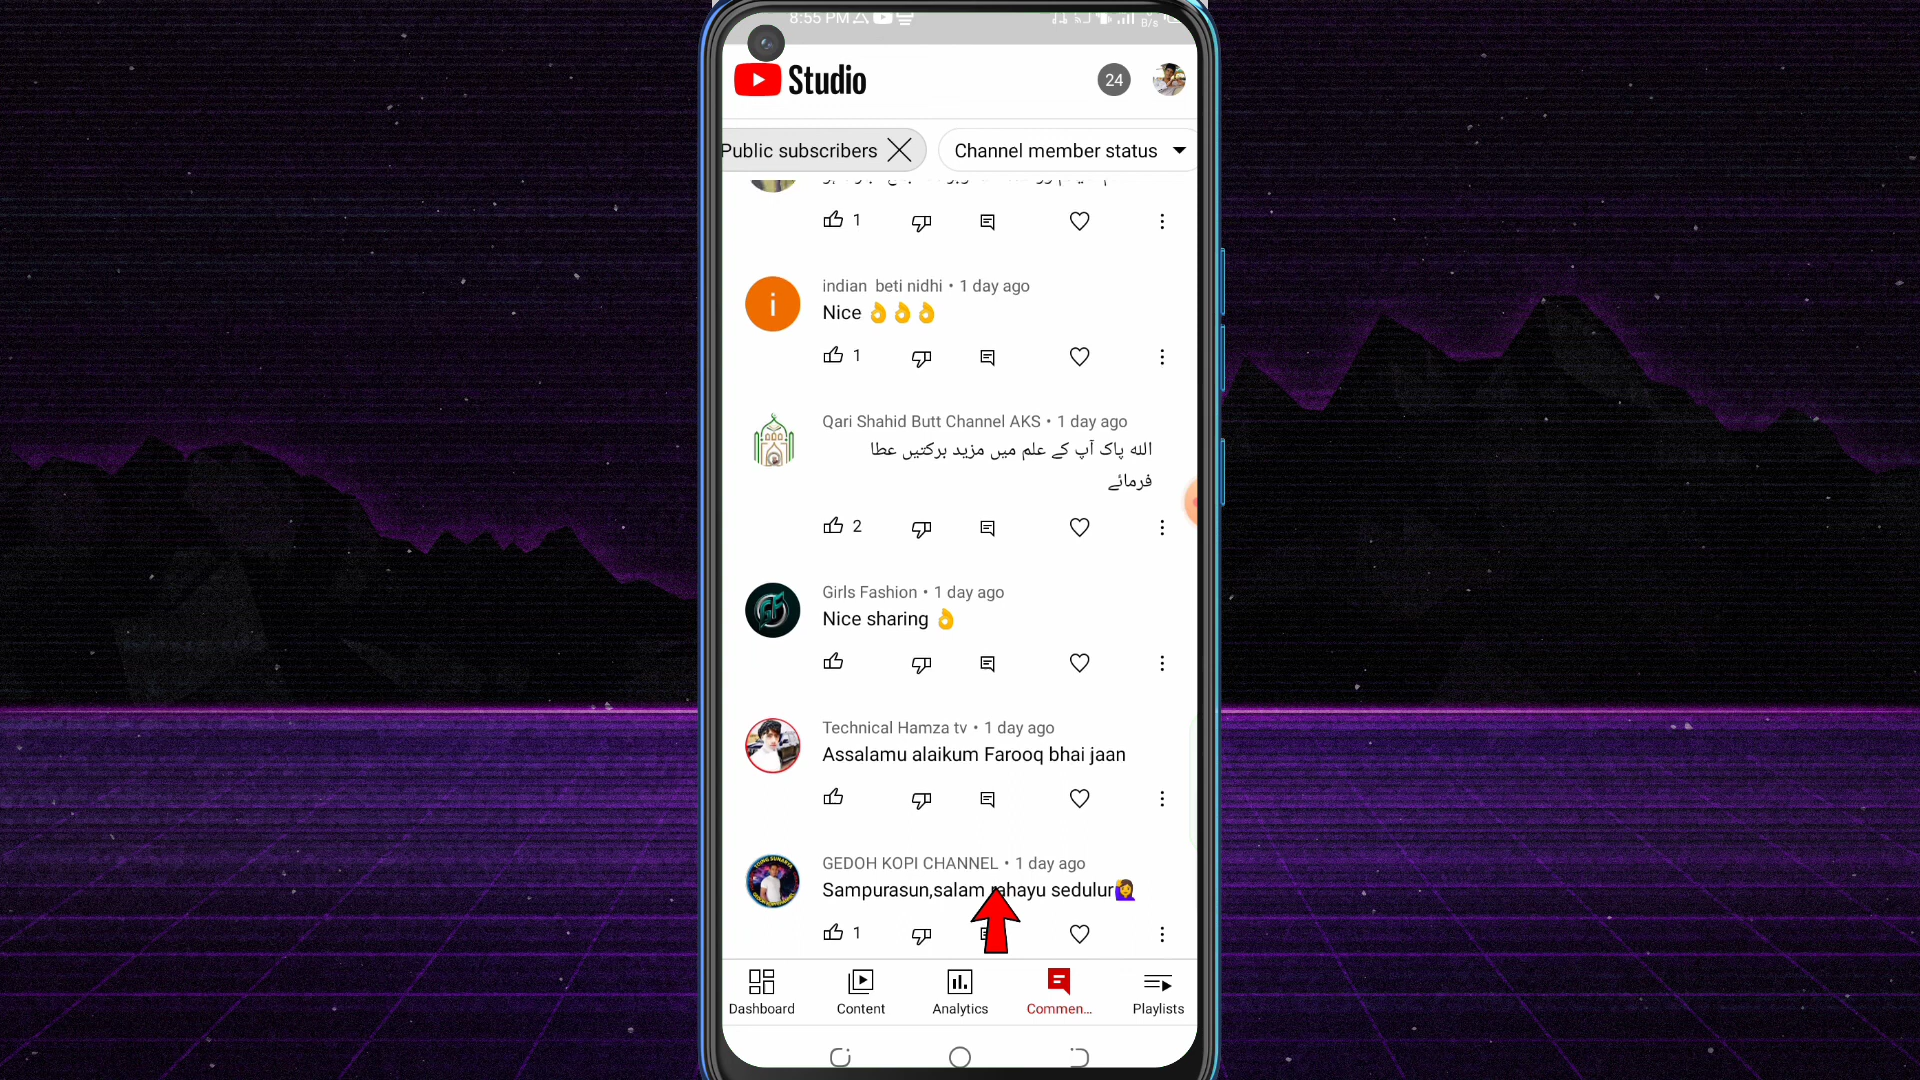 8:55 PM
B/s
Studio
24
Public subscribers
Channel member status
1
indian beti nidhi • 1 day ago
Nice 👌👌👌
1
Qari Shahid Butt Channel AKS • 1 day ago
اللہ پاک آپ کے علم میں مزید برکتیں عطا
فرمائے
2
Girls Fashion • 1 day ago
Nice sharing 👌
Technical Hamza tv • 1 day ago
Assalamu alaikum Farooq bhai jaan
GEDOH KOPI CHANNEL • 1 day ago
Sampurasun,salam rahayu sedulur🙋‍♀️
1
Dashboard
Content
Analytics
Commen...
Playlists